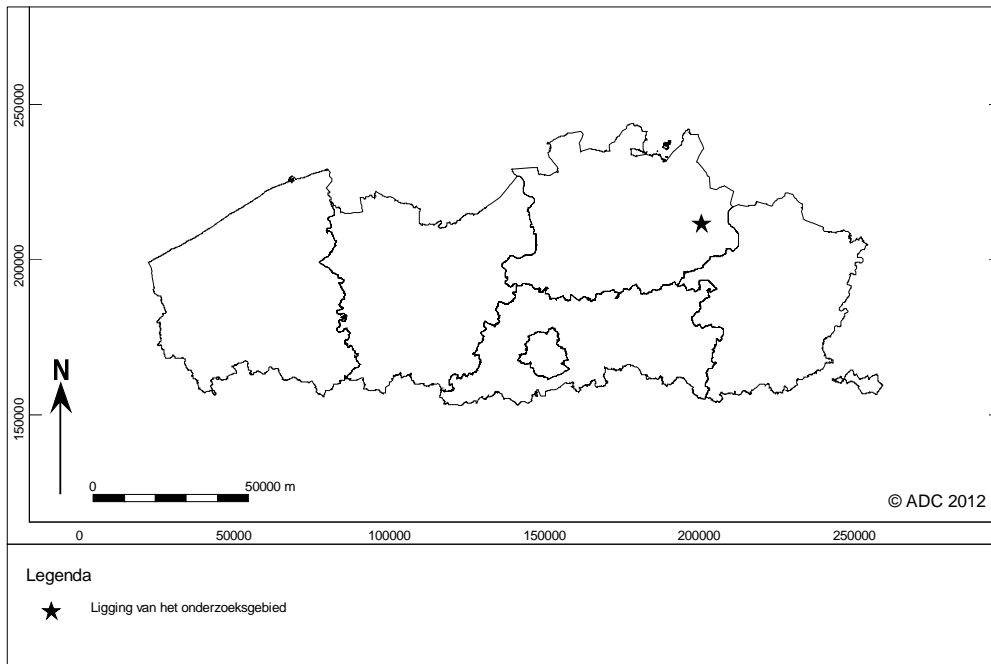 250000
200000
150000
N
0 50000 m
© ADC 2012
0 50000 100000 150000 200000 250000
Legenda
Ligging van het onderzoeksgebied